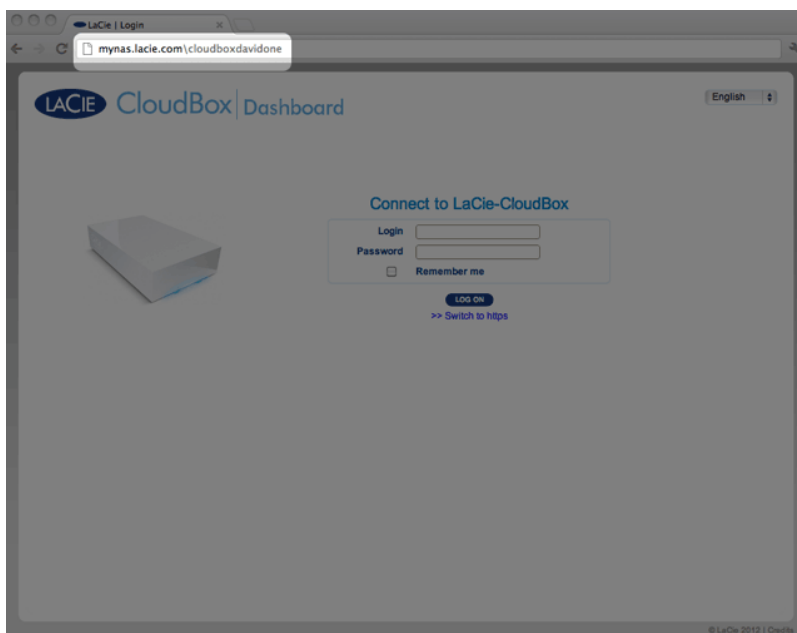 LaCie | Login
mynas.lacie.com\cloudboxdavidone
LACIE CloudBox | Dashboard
English
Connect to LaCie-CloudBox
Login
Password
Remember me
LOG ON
>> Switch to https
© LaCie 2012 | Credits